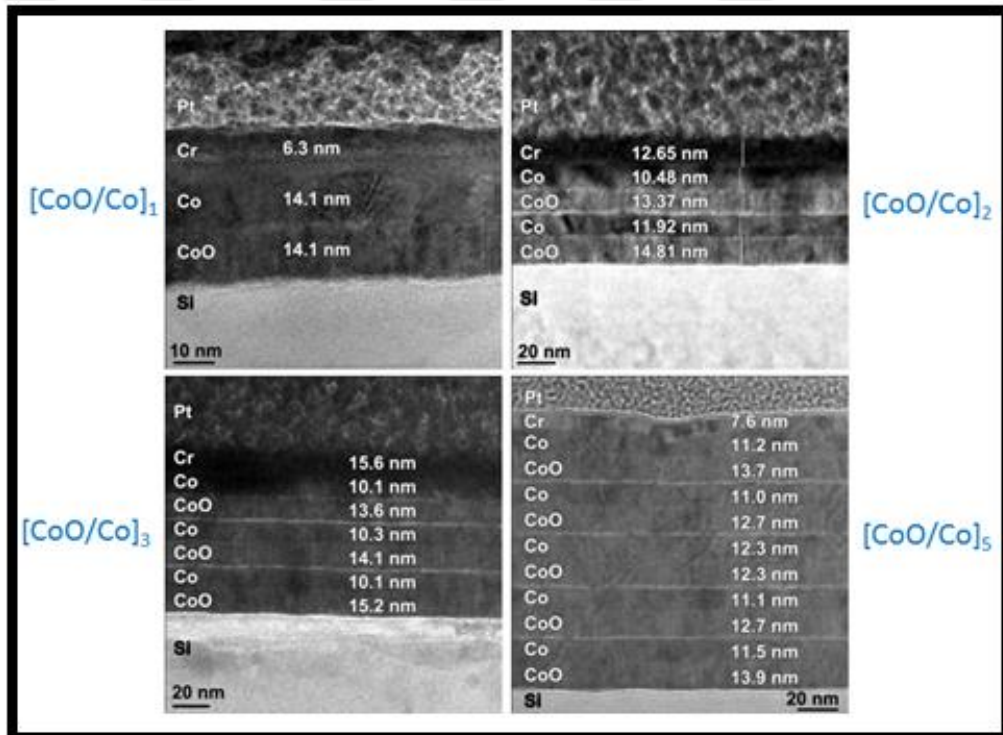 [CoO/Co]₁
Pt
Cr 6.3 nm
Co 14.1 nm
CoO 14.1 nm
Si
10 nm
[CoO/Co]₂
Pt
Cr 12.65 nm
Co 10.48 nm
CoO 13.37 nm
Co 11.92 nm
CoO 14.81 nm
Si
20 nm
[CoO/Co]₃
Pt
Cr 15.6 nm
Co 10.1 nm
CoO 13.6 nm
Co 10.3 nm
CoO 14.1 nm
Co 10.1 nm
CoO 15.2 nm
Si
20 nm
[CoO/Co]₅
Pt
Cr 7.6 nm
Co 11.2 nm
CoO 13.7 nm
Co 11.0 nm
CoO 12.7 nm
Co 12.3 nm
CoO 12.3 nm
Co 11.1 nm
CoO 12.7 nm
Co 11.5 nm
CoO 13.9 nm
Si
20 nm